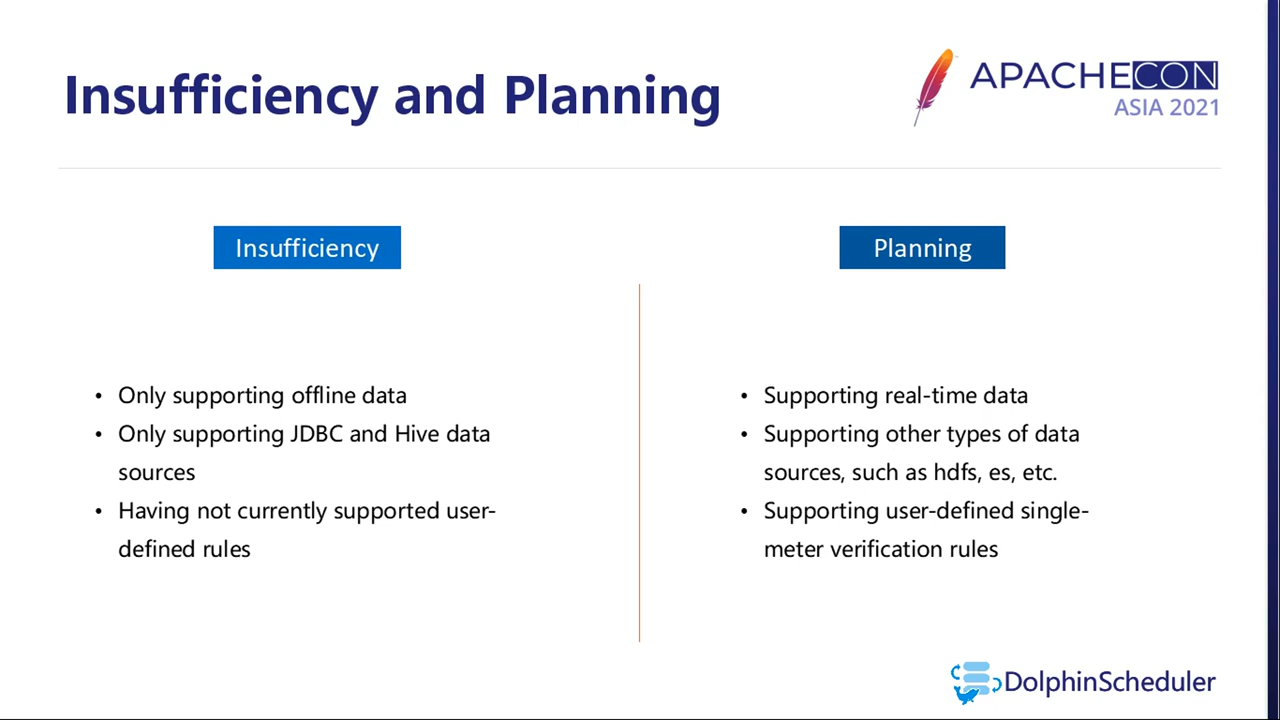 Insufficiency and Planning
APACHECON
ASIA 2021
Insufficiency
• Only supporting offline data
• Only supporting JDBC and Hive data
sources
• Having not currently supported user-
defined rules
Planning
• Supporting real-time data
• Supporting other types of data
sources, such as hdfs, es, etc.
• Supporting user-defined single-
meter verification rules
DolphinScheduler